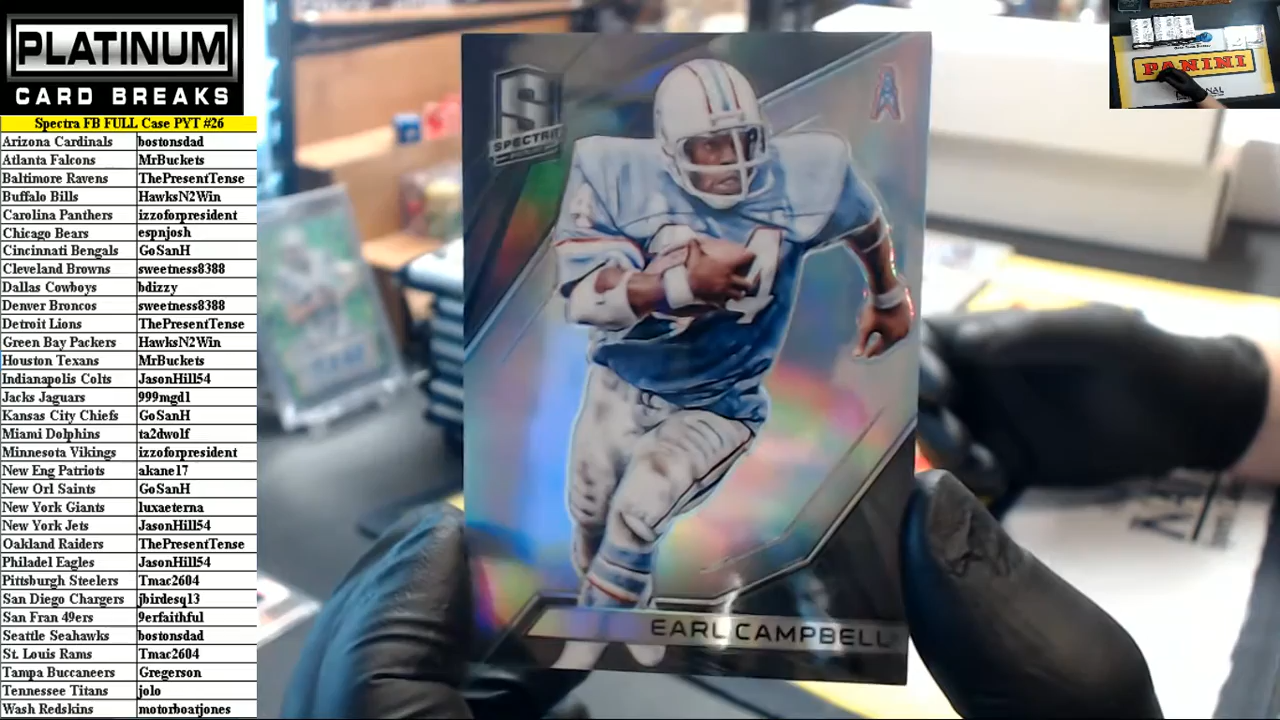 PLATINUM
CARD BREAKS
Spectra FB FULL Case PYT #26
Arizona Cardinals bostonsdad
Atlanta Falcons MrBuckets
Baltimore Ravens ThePresentTense
Buffalo Bills HawksN2Win
Carolina Panthers izzoforpresident
Chicago Bears espnjosh
Cincinnati Bengals GoSanH
Cleveland Browns sweetness8388
Dallas Cowboys bdizzy
Denver Broncos sweetness8388
Detroit Lions ThePresentTense
Green Bay Packers HawksN2Win
Houston Texans MrBuckets
Indianapolis Colts JasonHill54
Jacks Jaguars 999mgd1
Kansas City Chiefs GoSanH
Miami Dolphins ta2dwolf
Minnesota Vikings izzoforpresident
New Eng Patriots akane17
New Orl Saints GoSanH
New York Giants luxaeterna
New York Jets JasonHill54
Oakland Raiders ThePresentTense
Philadel Eagles JasonHill54
Pittsburgh Steelers Tmac2604
San Diego Chargers jbirdesq13
San Fran 49ers 9erfaithful
Seattle Seahawks bostonsdad
St. Louis Rams Tmac2604
Tampa Buccaneers Gregerson
Tennessee Titans jolo
Wash Redskins motorboatjones
S
SPECTRA
34
EARL CAMPBELL
PANINI